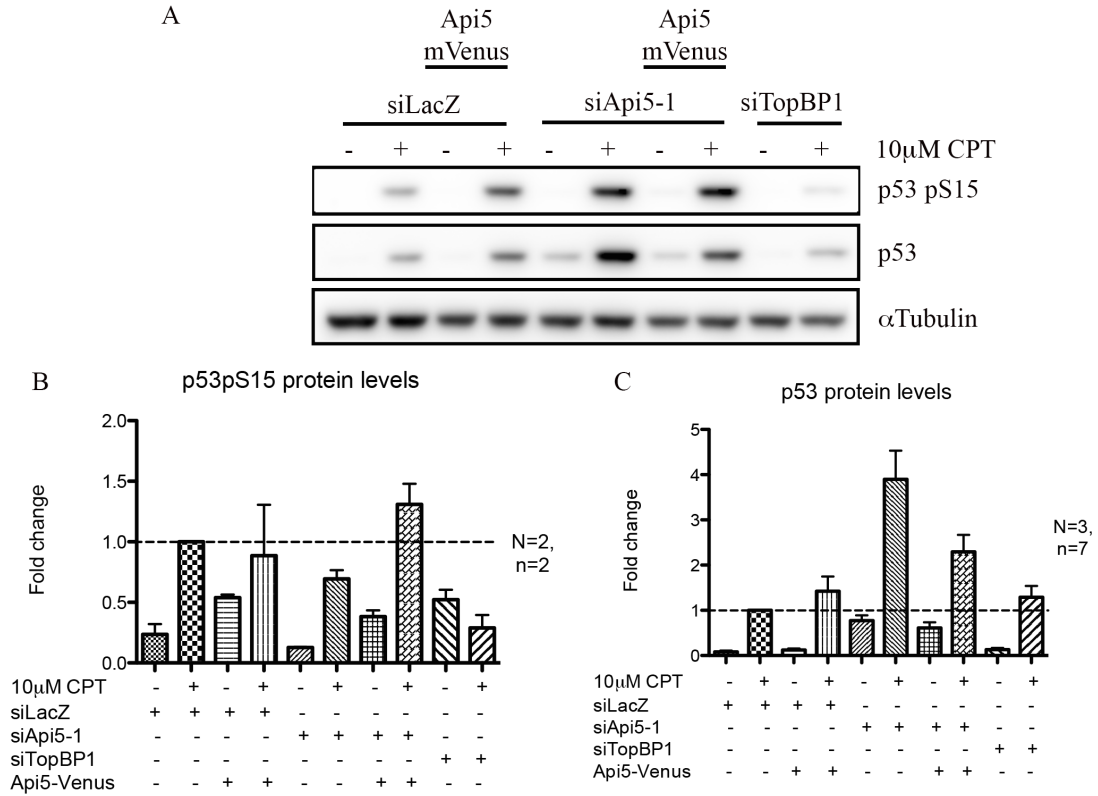 A
Api5
mVenus
Api5
mVenus
siLacZ
siApi5-1
siTopBP1
- + - + - + - + - + 10µM CPT
p53 pS15
p53
αTubulin
B
p53pS15 protein levels
Fold change
2.0
1.5
1.0
0.5
0.0
N=2,
n=2
10µM CPT - + - + - + - + - +
siLacZ + + + + - - - - - -
siApi5-1 - - - - + + + + - -
siTopBP1 - - - - - - - - + +
Api5-Venus - - + + - - + + - -
C
p53 protein levels
Fold change
5
4
3
2
1
0
N=3,
n=7
10µM CPT - + - + - + - + - +
siLacZ + + + + - - - - - -
siApi5-1 - - - - + + + + - -
siTopBP1 - - - - - - - - + +
Api5-Venus - - + + - - + + - -